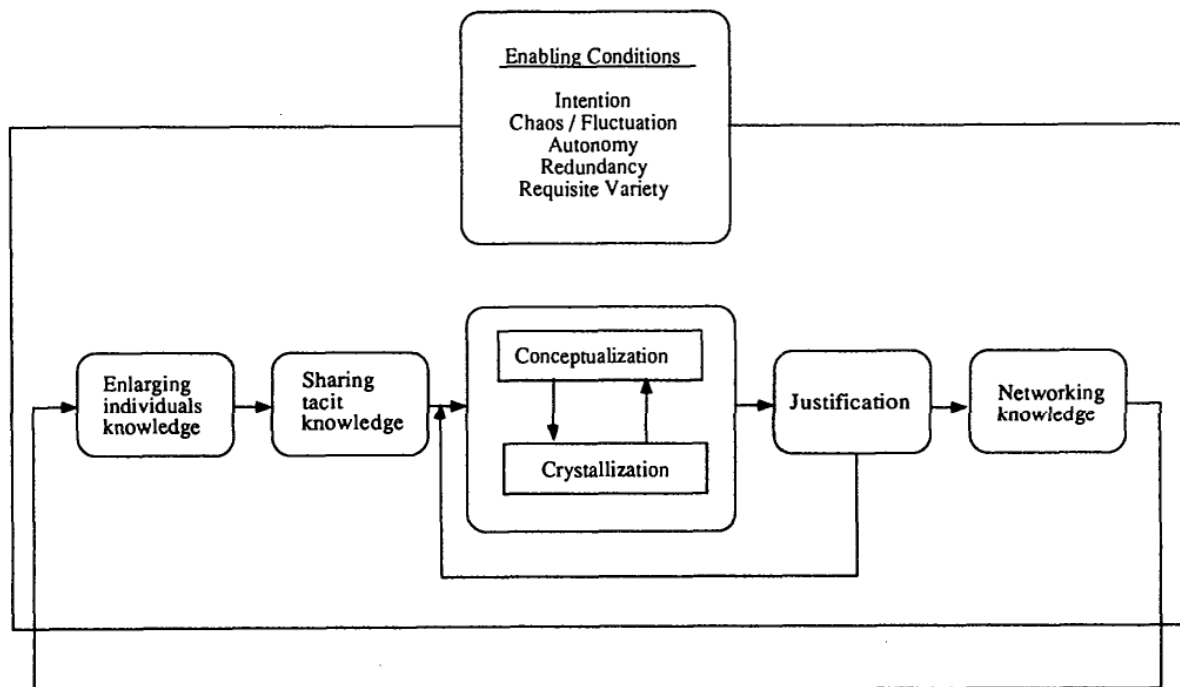 Enabling Conditions
Intention
Chaos / Fluctuation
Autonomy
Redundancy
Requisite Variety
Enlarging
individuals
knowledge
Sharing
tacit
knowledge
Conceptualization
Crystallization
Justification
Networking
knowledge